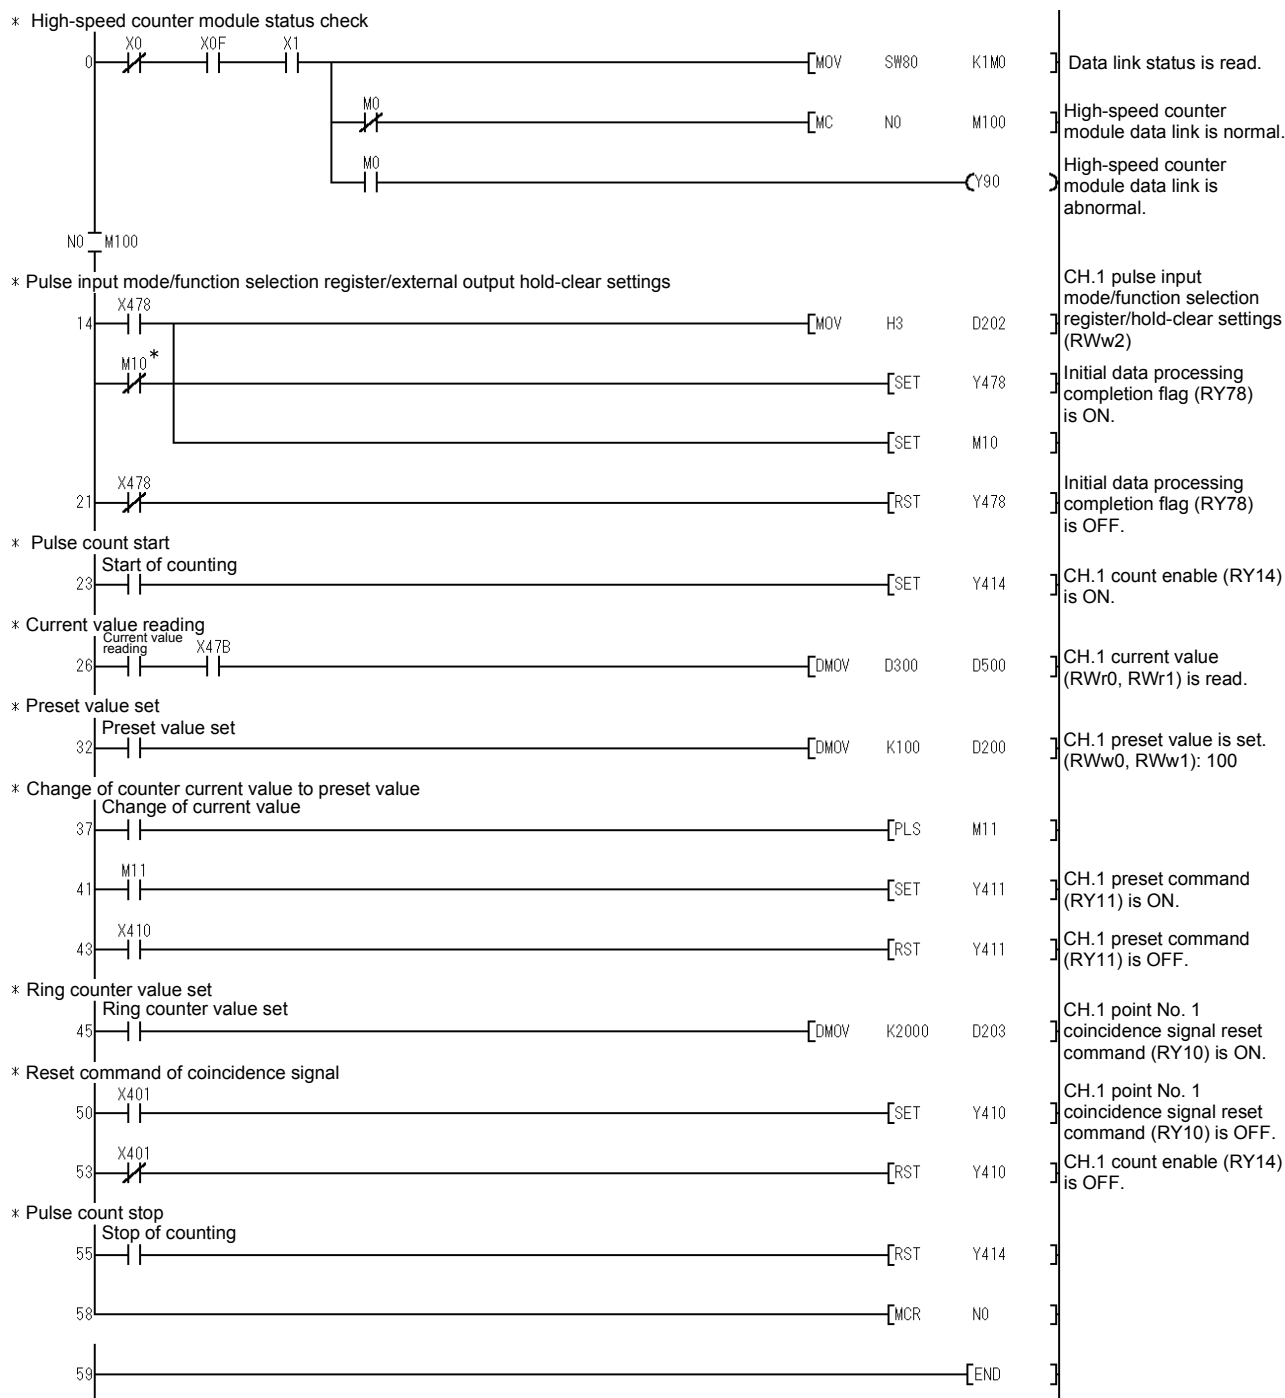 * High-speed counter module status check
X0 X0F X1
0 MOV SW80 K1M0 Data link status is read.
M0
MC N0 M100
High-speed counter
module data link is normal.
M0
Y90
High-speed counter
module data link is
abnormal.
N0 M100
* Pulse input mode/function selection register/external output hold-clear settings
X478
14 MOV H3 D202
CH.1 pulse input
mode/function selection
register/hold-clear settings
(RWw2)
M10 *
SET Y478
Initial data processing
completion flag (RY78)
is ON.
SET M10
X478
21 RST Y478
Initial data processing
completion flag (RY78)
is OFF.
* Pulse count start
Start of counting
23 SET Y414
CH.1 count enable (RY14)
is ON.
* Current value reading
Current value
reading X47B
26 DMOV D300 D500
CH.1 current value
(RWr0, RWr1) is read.
* Preset value set
Preset value set
32 DMOV K100 D200
CH.1 preset value is set.
(RWw0, RWw1): 100
* Change of counter current value to preset value
Change of current value
37 PLS M11
M11
41 SET Y411
CH.1 preset command
(RY11) is ON.
X410
43 RST Y411
CH.1 preset command
(RY11) is OFF.
* Ring counter value set
Ring counter value set
45 DMOV K2000 D203
CH.1 point No. 1
coincidence signal reset
command (RY10) is ON.
* Reset command of coincidence signal
X401
50 SET Y410
CH.1 point No. 1
coincidence signal reset
command (RY10) is OFF.
X401
53 RST Y410
CH.1 count enable (RY14)
is OFF.
* Pulse count stop
Stop of counting
55 RST Y414
58 MCR N0
59 END